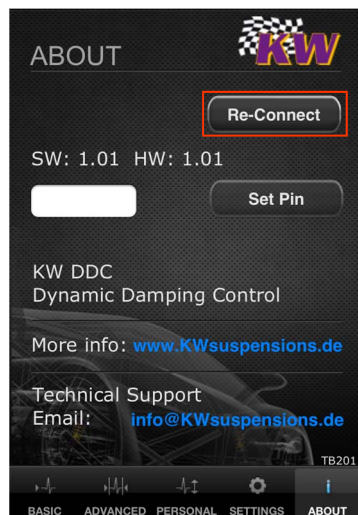 ABOUT
KW
Re-Connect
SW: 1.01 HW: 1.01
Set Pin
KW DDC
Dynamic Damping Control
More info: www.KWsuspensions.de
Technical Support
Email: info@KWsuspensions.de
TB201
BASIC ADVANCED PERSONAL SETTINGS ABOUT